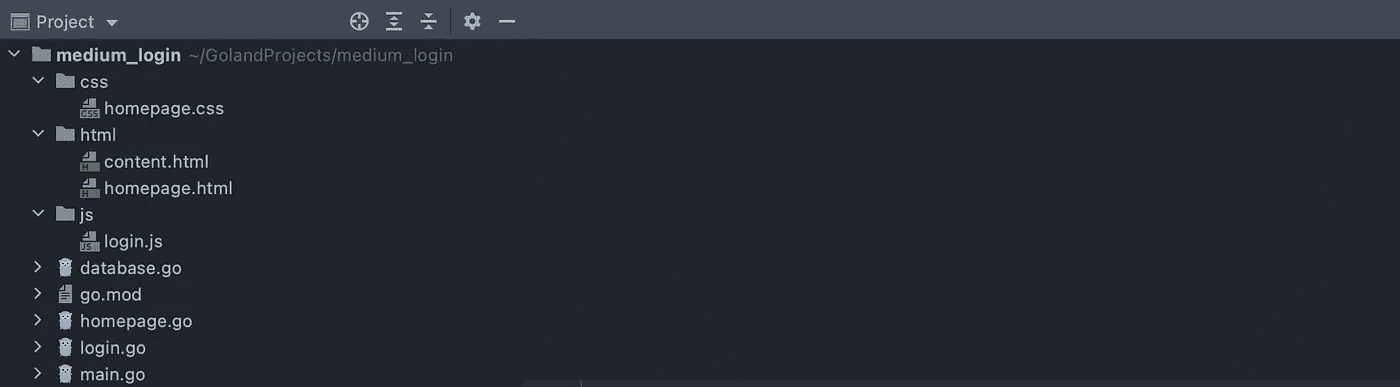 Project
medium_login ~/GolandProjects/medium_login
css
CSS homepage.css
html
H content.html
H homepage.html
js
JS login.js
database.go
go.mod
homepage.go
login.go
main.go